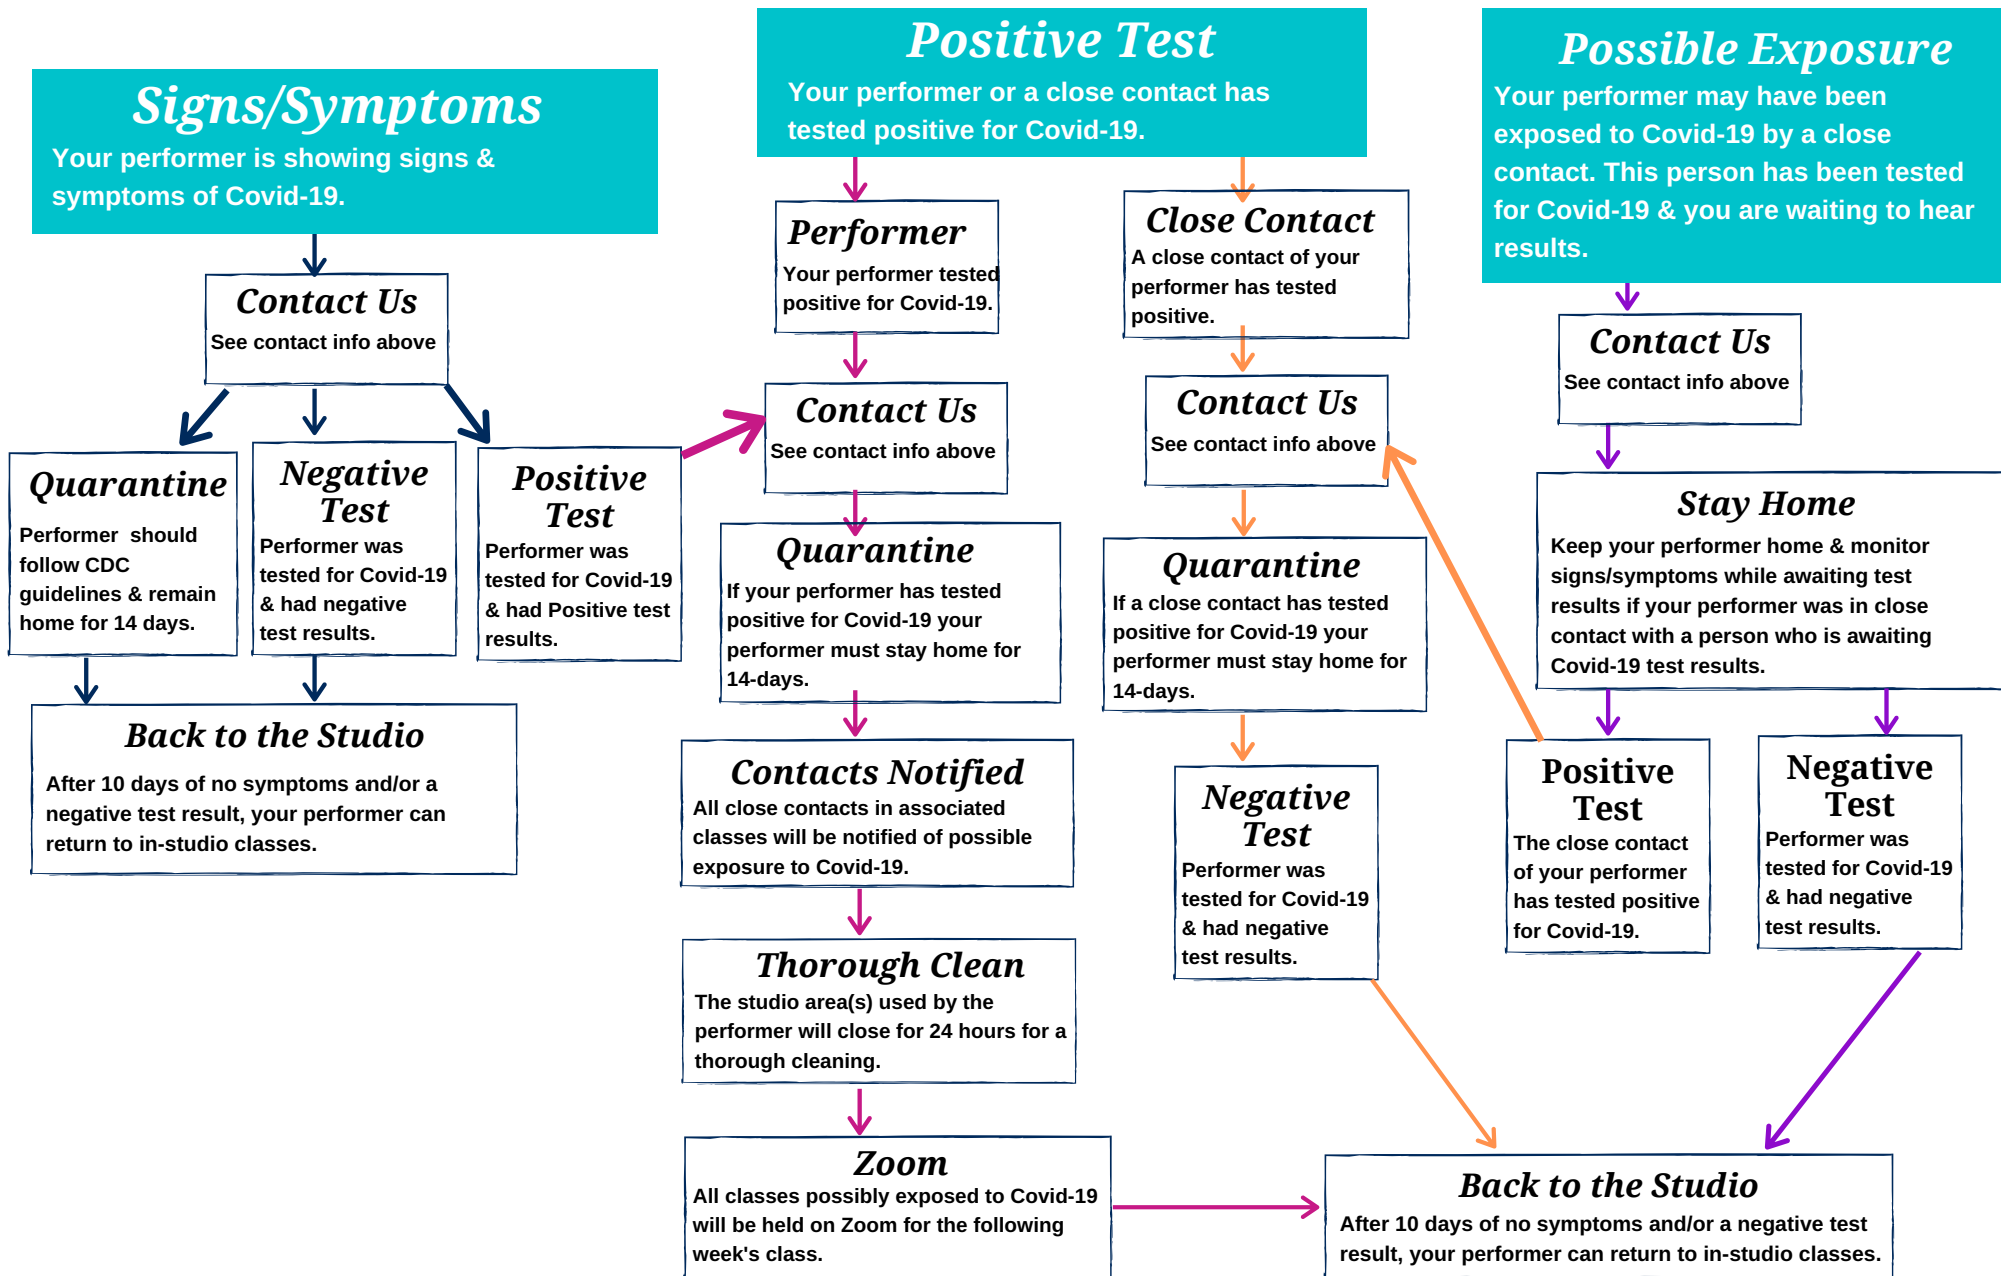 Signs/Symptoms
Your performer is showing signs &
symptoms of Covid-19.
Contact Us
See contact info above
Quarantine
Performer  should
follow CDC
guidelines & remain
home for 14 days.
Negative
Test
Performer was
tested for Covid-19
& had negative
test results.
Positive
Test
Performer was
tested for Covid-19
& had Positive test
results.
Back to the Studio
After 10 days of no symptoms and/or a
negative test result, your performer can
return to in-studio classes.
Positive Test
Your performer or a close contact has
tested positive for Covid-19.
Performer
Your performer tested
positive for Covid-19.
Contact Us
See contact info above
Quarantine
If your performer has tested
positive for Covid-19 your
performer must stay home for
14-days.
Contacts Notified
All close contacts in associated
classes will be notified of possible
exposure to Covid-19.
Thorough Clean
The studio area(s) used by the
performer will close for 24 hours for a
thorough cleaning.
Zoom
All classes possibly exposed to Covid-19
will be held on Zoom for the following
week's class.
Close Contact
A close contact of your
performer has tested
positive.
Contact Us
See contact info above
Quarantine
If a close contact has tested
positive for Covid-19 your
performer must stay home for
14-days.
Negative
Test
Performer was
tested for Covid-19
& had negative
test results.
Possible Exposure
Your performer may have been
exposed to Covid-19 by a close
contact. This person has been tested
for Covid-19 & you are waiting to hear
results.
Contact Us
See contact info above
Stay Home
Keep your performer home & monitor
signs/symptoms while awaiting test
results if your performer was in close
contact with a person who is awaiting
Covid-19 test results.
Positive
Test
The close contact
of your performer
has tested positive
for Covid-19.
Negative
Test
Performer was
tested for Covid-19
& had negative
test results.
Back to the Studio
After 10 days of no symptoms and/or a negative test
result, your performer can return to in-studio classes.